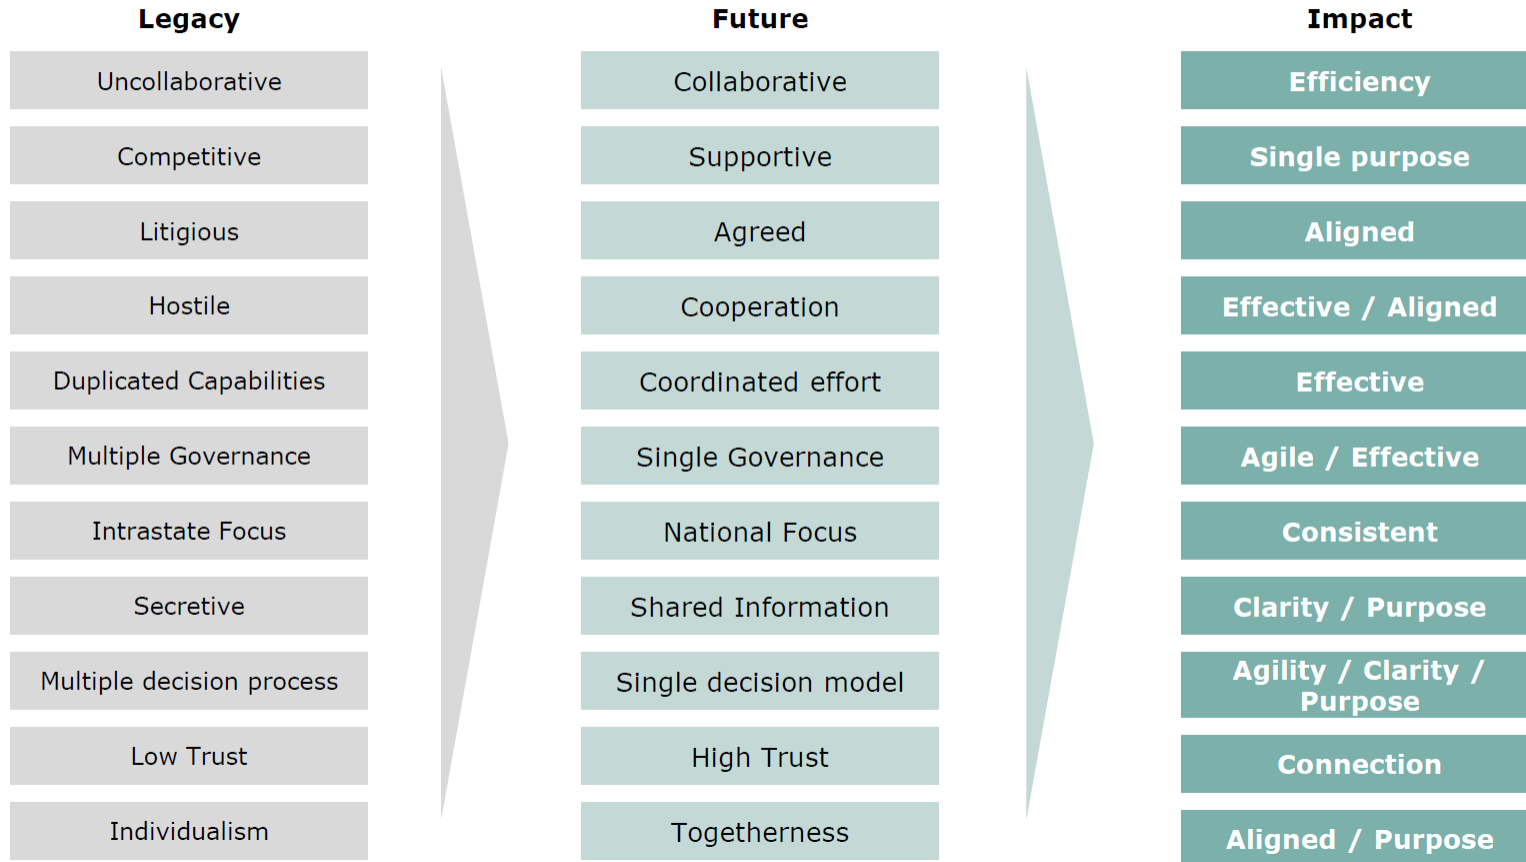 Legacy
Future
Impact
Uncollaborative
Collaborative
Efficiency
Competitive
Supportive
Single purpose
Litigious
Agreed
Aligned
Hostile
Cooperation
Effective / Aligned
Duplicated Capabilities
Coordinated effort
Effective
Multiple Governance
Single Governance
Agile / Effective
Intrastate Focus
National Focus
Consistent
Secretive
Shared Information
Clarity / Purpose
Multiple decision process
Single decision model
Agility / Clarity /
Purpose
Low Trust
High Trust
Connection
Individualism
Togetherness
Aligned / Purpose